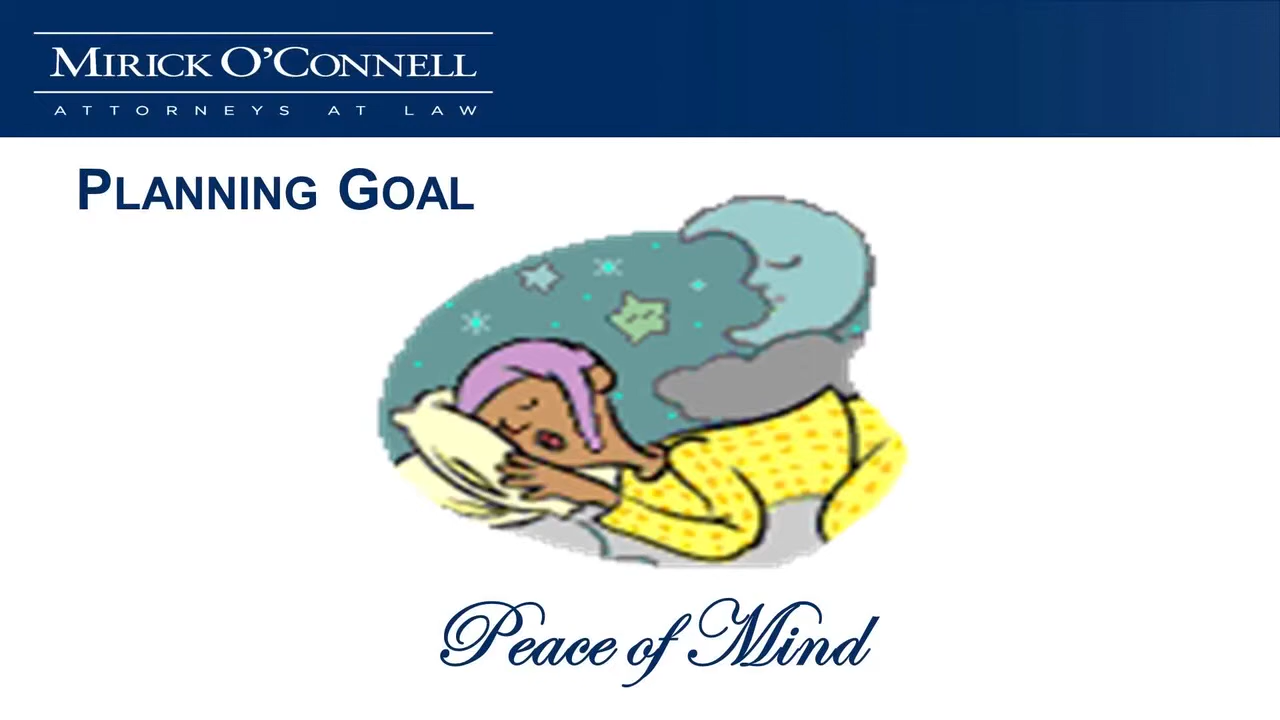 MIRICK O'CONNELL
ATTORNEYS AT LAW
PLANNING GOAL
Peace of Mind